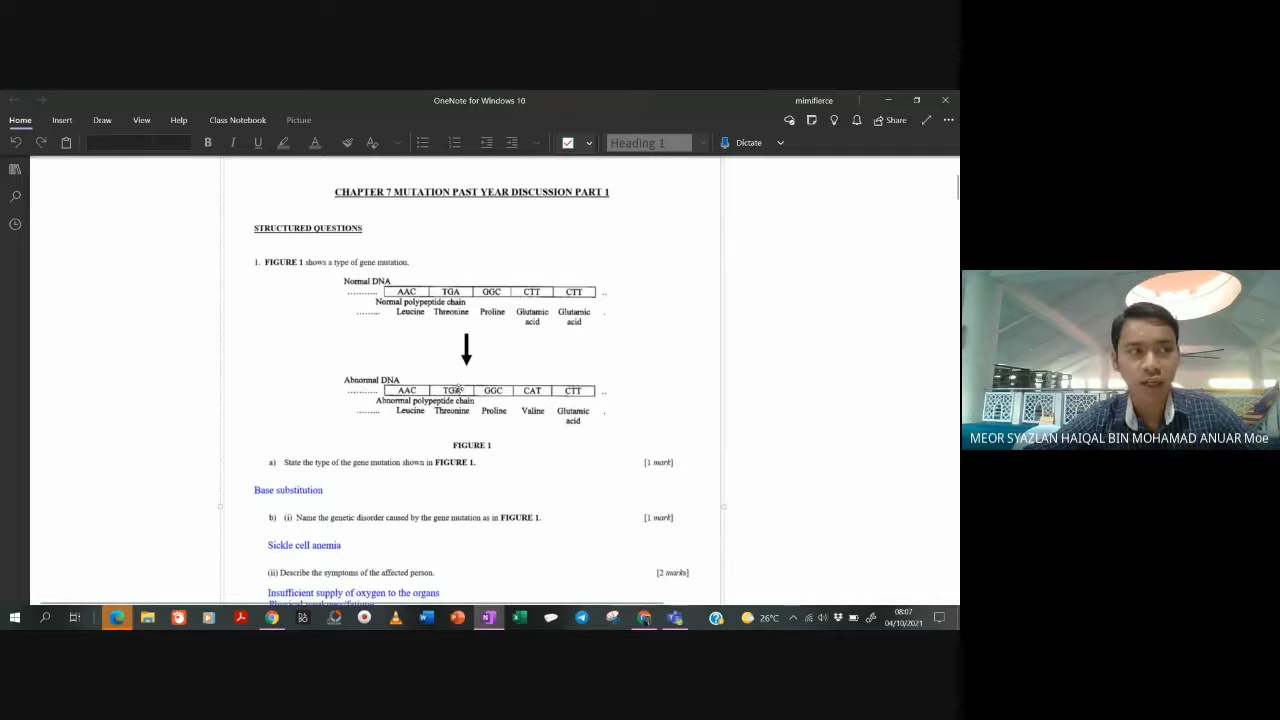 OneNote for Windows 10
mimifierce
Home Insert Draw View Help Class Notebook Picture
Share
B I U A
Heading 1
Dictate
CHAPTER 7 MUTATION PAST YEAR DISCUSSION PART 1
STRUCTURED QUESTIONS
1. FIGURE 1 shows a type of gene mutation.
Normal DNA
........... AAC TGA GGC CTT CTT ..
Normal polypeptide chain
........ Leucine Threonine Proline Glutamic Glutamic .
acid acid
Abnormal DNA
........... AAC GGC CAT CTT ..
Abnormal polypeptide chain
........ Leucine Threonine Proline Valine Glutamic .
acid
FIGURE 1
a) State the type of the gene mutation shown in FIGURE 1. [1 mark]
Base substitution
b) (i) Name the genetic disorder caused by the gene mutation as in FIGURE 1. [1 mark]
Sickle cell anemia
(ii) Describe the symptoms of the affected person. [2 marks]
Insufficient supply of oxygen to the organs
MEOR SYAZLAN HAIQAL BIN MOHAMAD ANUAR Moe
26°C
08:07
04/10/2021